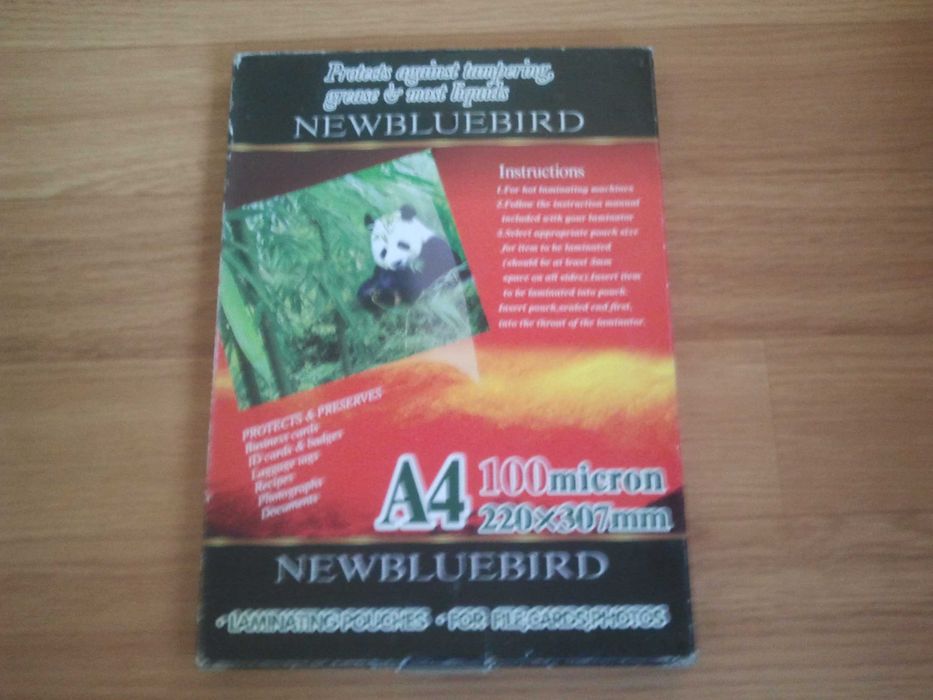 Protects against tampering,
grease & most liquids
NEWBLUEBIRD
Instructions
1.For hot laminating machines
2.Follow the instruction manual
included with your laminator
3.Select appropriate pouch size
for item to be laminated
(should be at least 3mm
space on all sides).Insert item
to be laminated into pouch.
Insert pouch,sealed end first,
into the throat of the laminator.
PROTECTS & PRESERVES
Business cards
ID cards & badges
Luggage tags
Recipes
Photographs
Documents
A4 100micron
220×307mm
NEWBLUEBIRD
• LAMINATING POUCHES • FOR FILE,CARDS,PHOTOS